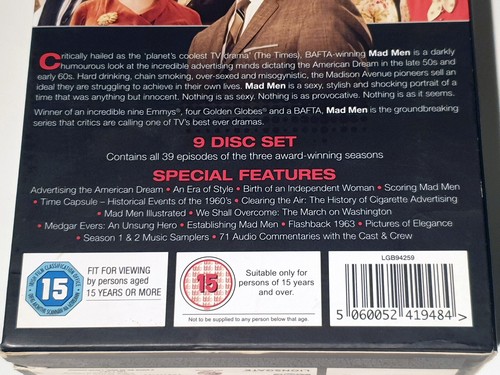 Critically hailed as the 'planet's coolest TV drama' (The Times), BAFTA-winning Mad Men is a darkly
humourous look at the incredible advertising minds dictating the American Dream in the late 50s and
early 60s. Hard drinking, chain smoking, over-sexed and misogynistic, the Madison Avenue pioneers sell an
ideal they are struggling to achieve in their own lives. Mad Men is a sexy, stylish and shocking portrait of a
time that was anything but innocent. Nothing is as sexy. Nothing is as provocative. Nothing is as it seems.
Winner of an incredible nine Emmys®, four Golden Globes® and a BAFTA, Mad Men is the groundbreaking
series that critics are calling one of TV's best ever dramas.
9 DISC SET
Contains all 39 episodes of the three award-winning seasons
SPECIAL FEATURES
Advertising the American Dream • An Era of Style • Birth of an Independent Woman • Scoring Mad Men
• Time Capsule – Historical Events of the 1960's • Clearing the Air: The History of Cigarette Advertising
• Mad Men Illustrated • We Shall Overcome: The March on Washington
• Medgar Evers: An Unsung Hero • Establishing Mad Men • Flashback 1963 • Pictures of Elegance
• Season 1 & 2 Music Samplers • 71 Audio Commentaries with the Cast & Crew
15
FIT FOR VIEWING
by persons aged
15 YEARS OR MORE
15
Suitable only for
persons of 15 years
and over.
Not to be supplied to any person below that age.
LGB94259
5 060052 419484 >
LIONSGATE